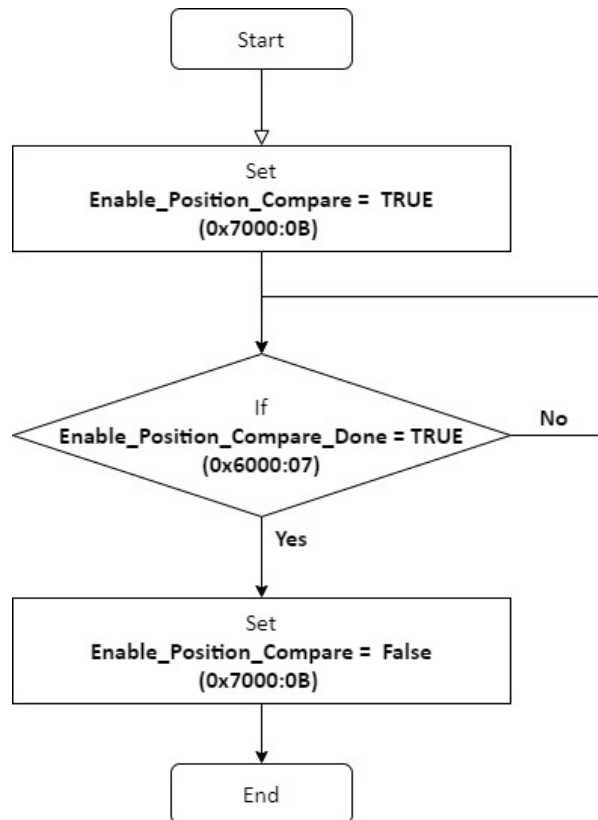 Start
Set
Enable_Position_Compare = TRUE
(0x7000:0B)
If
Enable_Position_Compare_Done = TRUE
(0x6000:07)
No
Yes
Set
Enable_Position_Compare = False
(0x7000:0B)
End